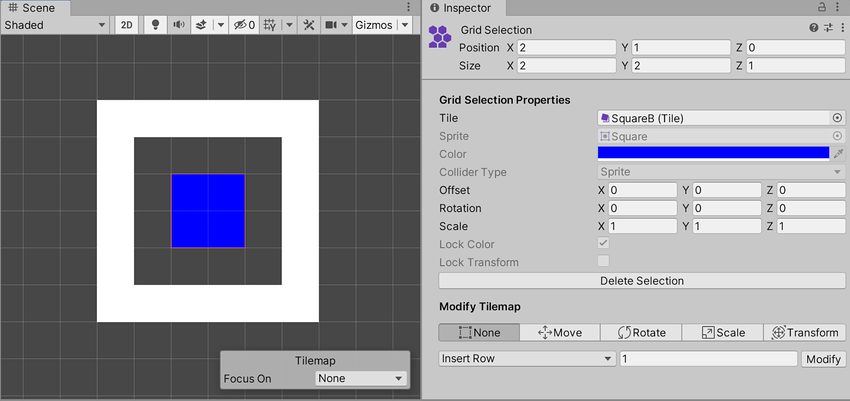 Scene
Shaded 2D 0 Gizmos
Tilemap
Focus On None
Inspector
Grid Selection
Position X 2 Y 1 Z 0
Size X 2 Y 2 Z 1
Grid Selection Properties
Tile SquareB (Tile)
Sprite Square
Color
Collider Type Sprite
Offset X 0 Y 0 Z 0
Rotation X 0 Y 0 Z 0
Scale X 1 Y 1 Z 1
Lock Color
Lock Transform
Delete Selection
Modify Tilemap
None Move Rotate Scale Transform
Insert Row 1 Modify